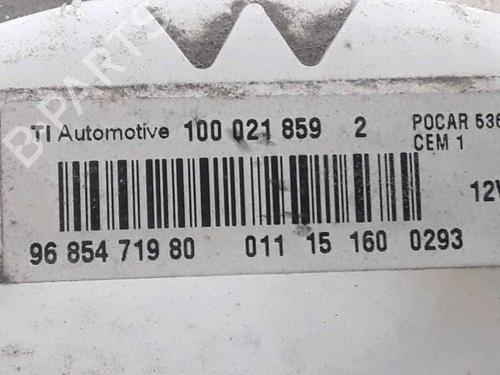 B-PARTS
TI Automotive 100 021 859 2 POCAR 536
CEM 1
12V
96 854 719 80 011 15 160 0293